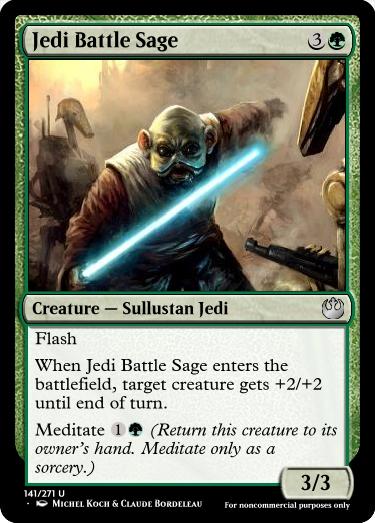 Jedi Battle Sage 3
Creature — Sullustan Jedi
Flash
When Jedi Battle Sage enters the
battlefield, target creature gets +2/+2
until end of turn.
Meditate 1 (Return this creature to its
owner's hand. Meditate only as a
sorcery.)
3/3
141/271 U
Michel Koch & Claude Bordeleau
For noncommercial purposes only